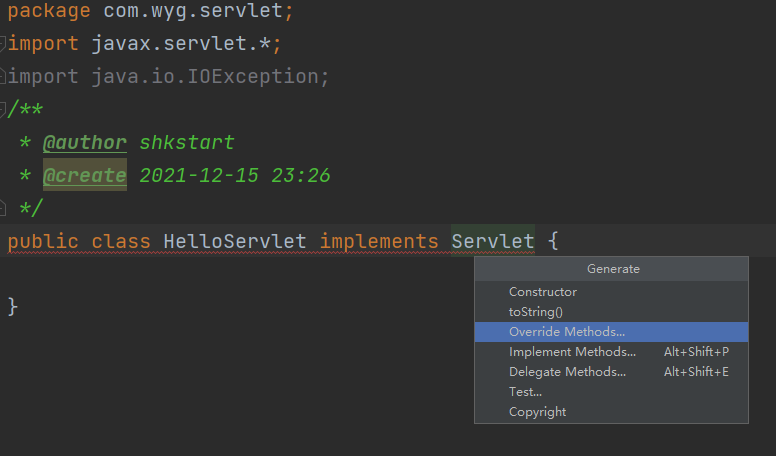 package com.wyg.servlet;
import javax.servlet.*;
import java.io.IOException;
/**
 * @author shkstart
 * @create 2021-12-15 23:26
 */
public class HelloServlet implements Servlet {
Generate
Constructor
toString()
Override Methods...
Implement Methods... Alt+Shift+P
Delegate Methods... Alt+Shift+E
Test...
Copyright
}